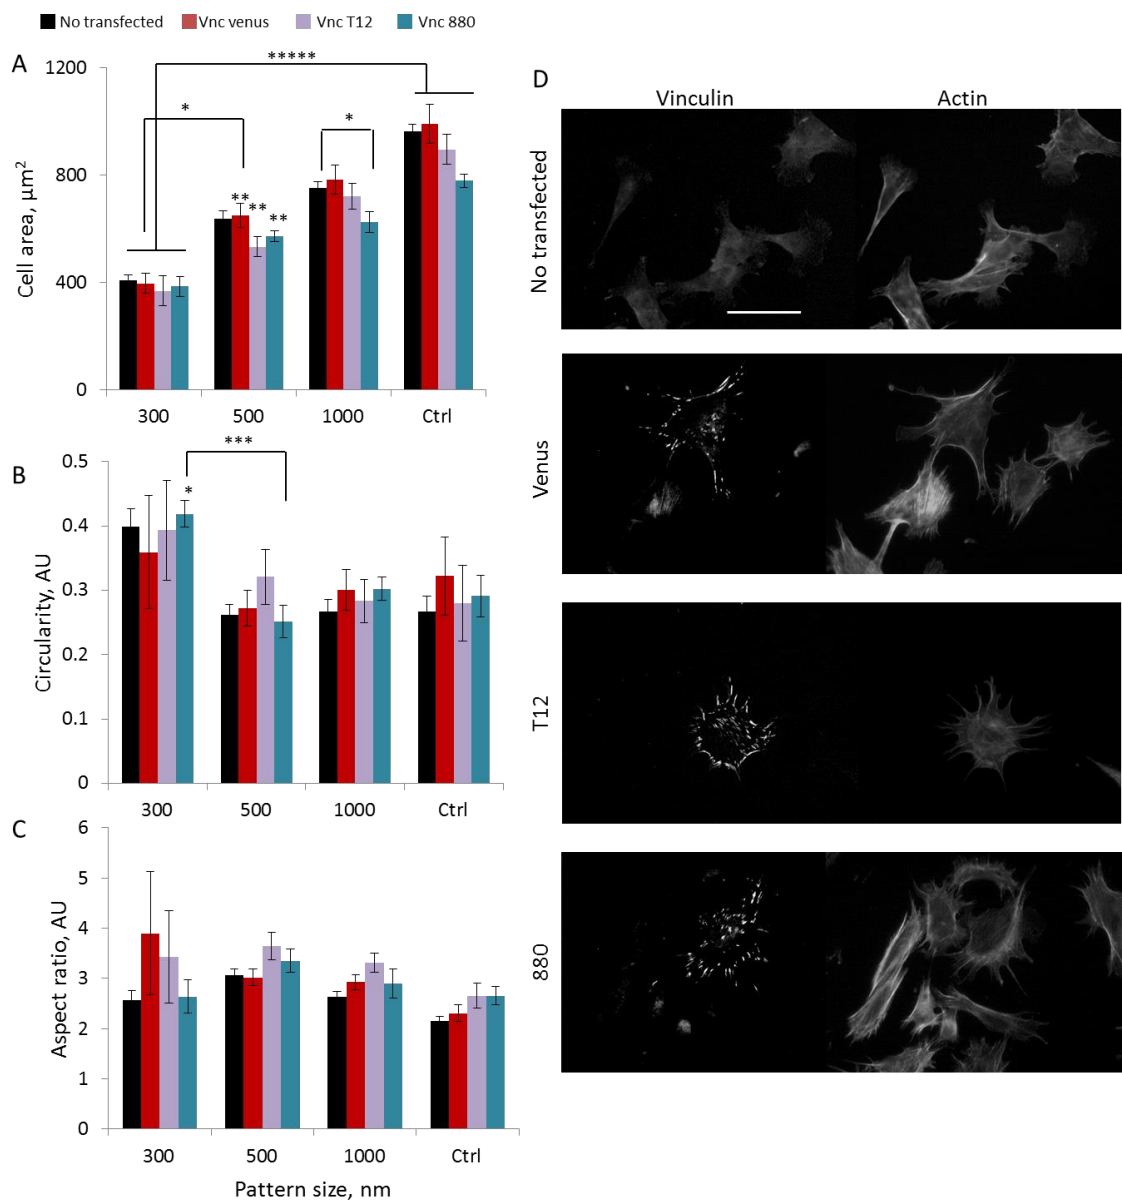 No transfected Vnc venus Vnc T12 Vnc 880
A
*****
1200
*
*
800
** ** **
400
0
Cell area, µm²
300 500 1000 Ctrl
B
***
0.5
*
0.4
0.3
0.2
0.1
0
Circularity, AU
300 500 1000 Ctrl
C
6
5
4
3
2
1
0
Aspect ratio, AU
300 500 1000 Ctrl
Pattern size, nm
D
Vinculin Actin
No transfected
Venus
T12
880